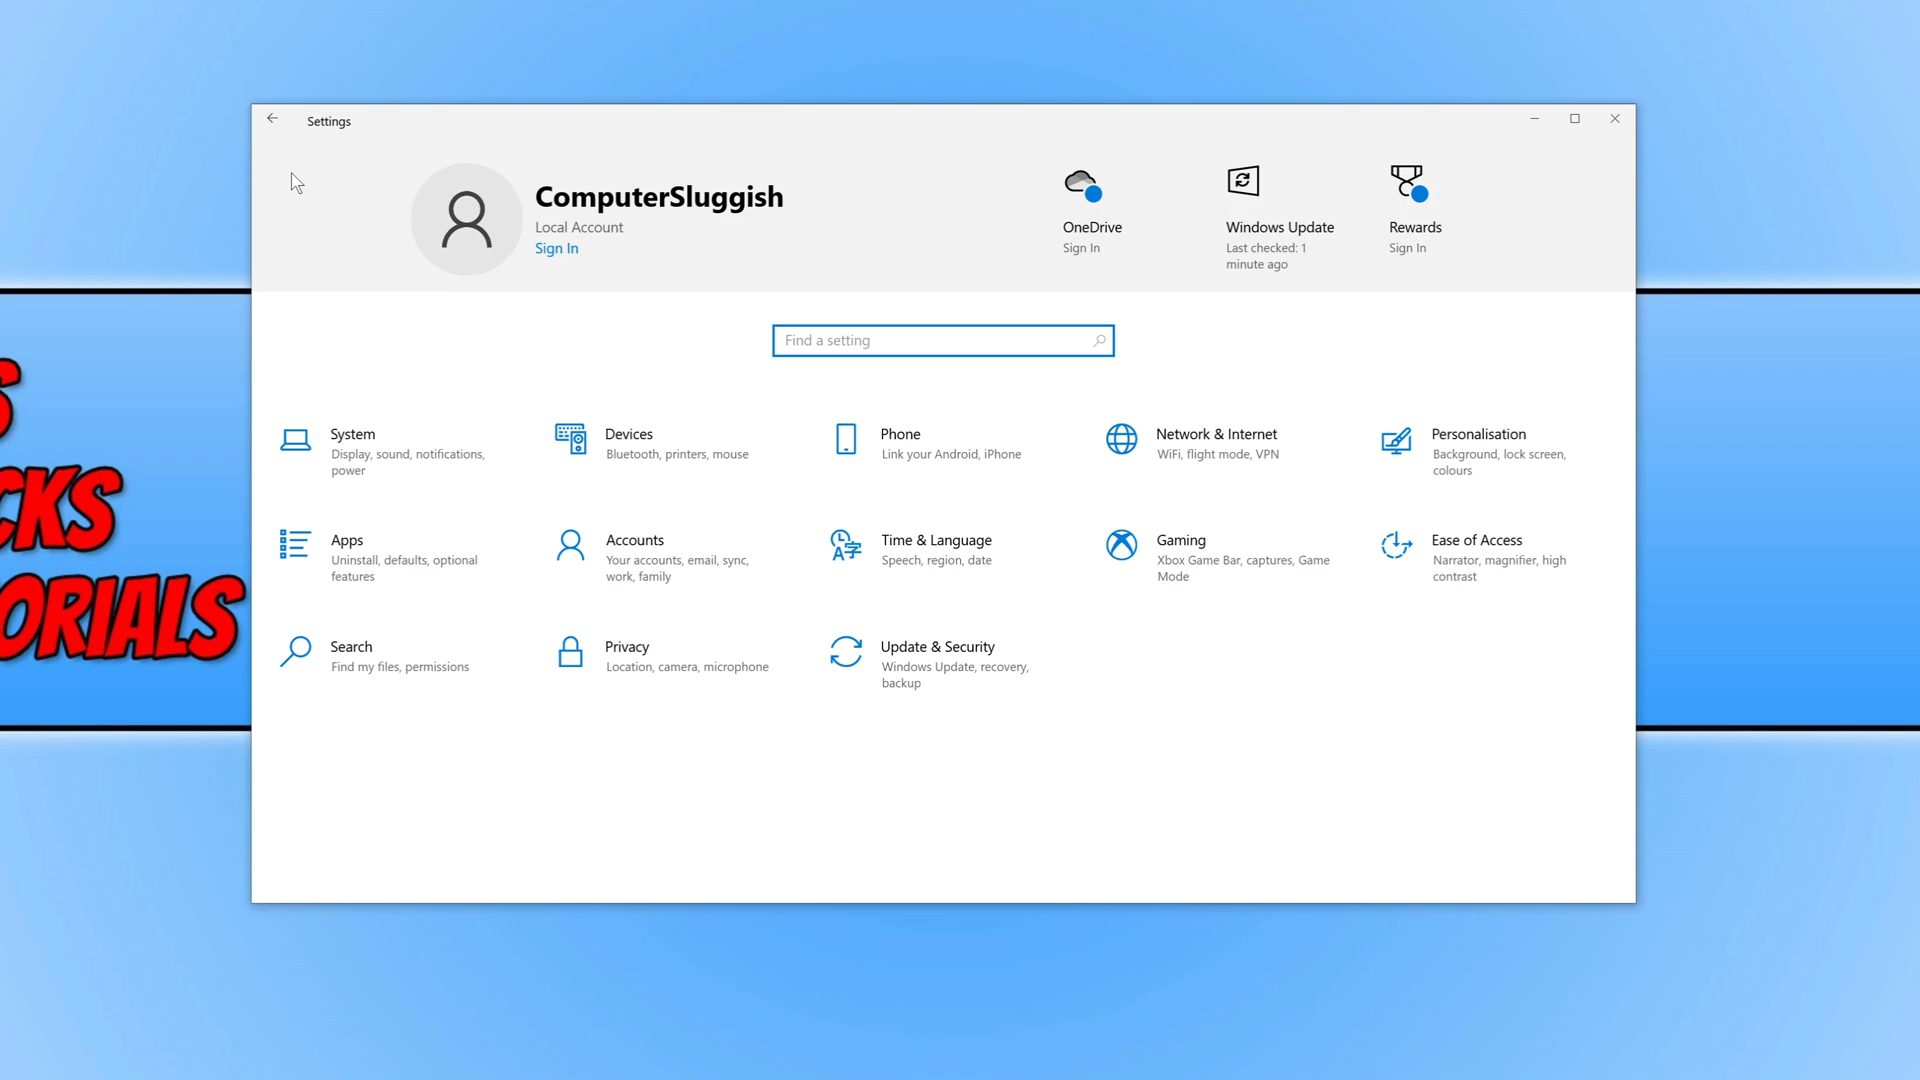 Settings
ComputerSluggish
Local Account
Sign In
OneDrive
Sign In
Windows Update
Last checked: 1
minute ago
Rewards
Sign In
Find a setting
System
Display, sound, notifications,
power
Devices
Bluetooth, printers, mouse
Phone
Link your Android, iPhone
Network & Internet
WiFi, flight mode, VPN
Personalisation
Background, lock screen,
colours
Apps
Uninstall, defaults, optional
features
Accounts
Your accounts, email, sync,
work, family
Time & Language
Speech, region, date
Gaming
Xbox Game Bar, captures, Game
Mode
Ease of Access
Narrator, magnifier, high
contrast
Search
Find my files, permissions
Privacy
Location, camera, microphone
Update & Security
Windows Update, recovery,
backup
S
CKS
ORIALS